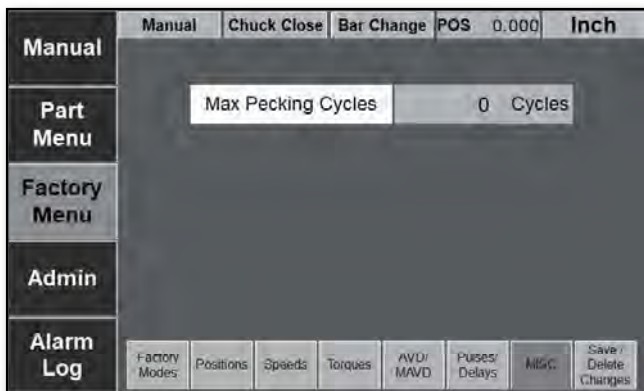 Manual Chuck Close Bar Change POS 0.000 Inch
Manual
Part
Menu
Factory
Menu
Admin
Alarm
Log
Max Pecking Cycles 0 Cycles
Factory
Modes
Positions
Speeds
Torques
AVD/
MAVD
Pulses/
Delays
MISC
Save /
Delete
Changes